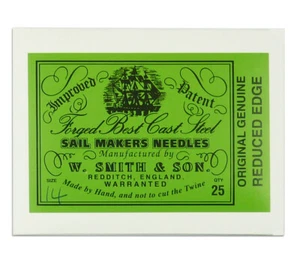 Improved Patent
Forged Best Cast Steel
SAIL MAKERS NEEDLES
Manufactured by
W. SMITH & SON.
REDDITCH, ENGLAND.
WARRANTED
SIZE
14
Made by Hand, and not to cut the Twine
QTY.
25
ORIGINAL GENUINE
REDUCED EDGE